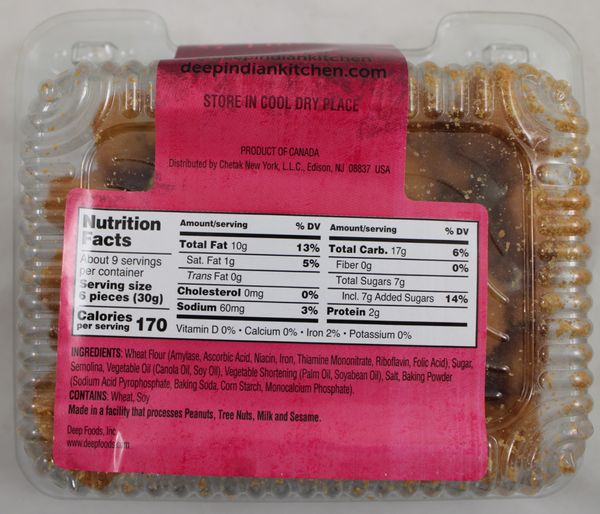 deepindiankitchen.com
deepindiankitchen.com
STORE IN COOL DRY PLACE
PRODUCT OF CANADA
Distributed by Chetak New York, L.L.C., Edison, NJ 08837 USA
Nutrition
Facts
About 9 servings
per container
Serving size
6 pieces (30g)
Calories
per serving 170
Amount/serving % DV
Total Fat 10g 13%
Sat. Fat 1g 5%
Trans Fat 0g
Cholesterol 0mg 0%
Sodium 60mg 3%
Amount/serving % DV
Total Carb. 17g 6%
Fiber 0g 0%
Total Sugars 7g
Incl. 7g Added Sugars 14%
Protein 2g
Vitamin D 0% • Calcium 0% • Iron 2% • Potassium 0%
INGREDIENTS: Wheat Flour (Amylase, Ascorbic Acid, Niacin, Iron, Thiamine Mononitrate, Riboflavin, Folic Acid), Sugar,
Semolina, Vegetable Oil (Canola Oil, Soy Oil), Vegetable Shortening (Palm Oil, Soyabean Oil), Salt, Baking Powder
(Sodium Acid Pyrophosphate, Baking Soda, Corn Starch, Monocalcium Phosphate).
CONTAINS: Wheat, Soy
Made in a facility that processes Peanuts, Tree Nuts, Milk and Sesame.
Deep Foods, Inc
www.deepfoods.com